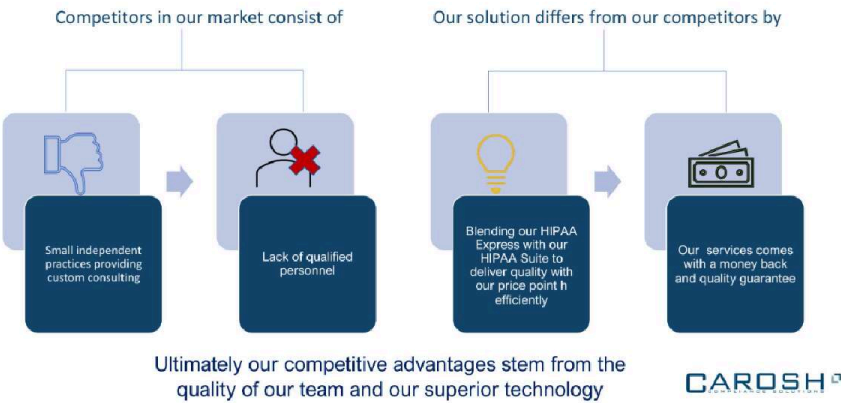 Competitors in our market consist of
Our solution differs from our competitors by
Small independent
practices providing
custom consulting
Lack of qualified
personnel
Blending our HIPAA
Express with our
HIPAA Suite to
deliver quality with
our price point h
efficiently
Our services comes
with a money back
and quality guarantee
Ultimately our competitive advantages stem from the
quality of our team and our superior technology
CAROSH
COMPLIANCE SOLUTIONS